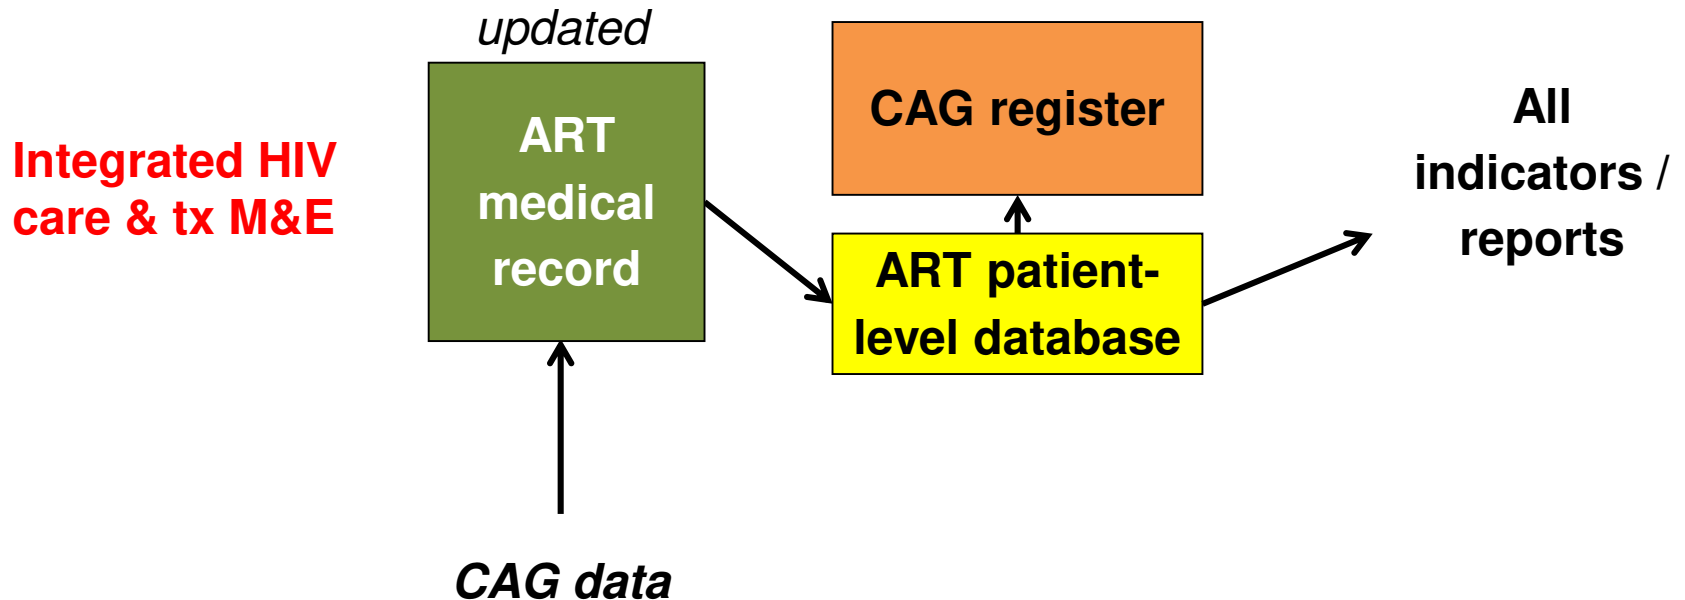 Integrated HIV
care & tx M&E
updated
ART
medical
record
CAG data
CAG register
ART patient-
level database
All
indicators /
reports